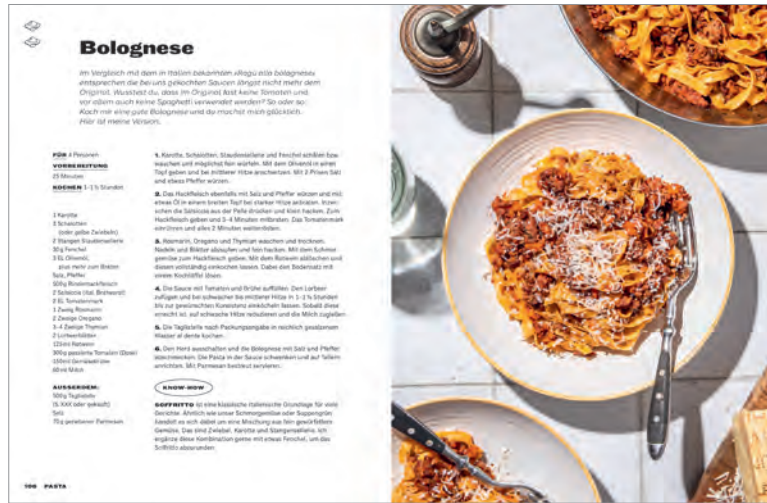 Bolognese
Im Vergleich mit dem in Italien bekannten «Ragù alla bolognese»
entsprechen die bei uns gekochten Saucen längst nicht mehr dem
Original. Wusstest du, dass im Original fast keine Tomaten und
vor allem auch keine Spaghetti verwendet werden? So oder so:
Koch mir eine gute Bolognese und du machst mich glücklich.
Hier ist meine Version.
FÜR 4 Personen
VORBEREITUNG
25 Minuten
KOCHEN 1–1 ½ Stunden
1 Karotte
3 Schalotten
(oder gelbe Zwiebeln)
2 Stangen Staudensellerie
50 g Fenchel
3 EL Olivenöl,
plus mehr zum Braten
Salz, Pfeffer
500 g Rinderhackfleisch
2 Salsiccia (ital. Bratwurst)
2 EL Tomatenmark
1 Zweig Rosmarin
2 Zweige Oregano
3–4 Zweige Thymian
2 Lorbeerblätter
125 ml Rotwein
300 g passierte Tomaten (Dose)
150 ml Gemüsebrühe
60 ml Milch
AUSSERDEM:
500 g Tagliatelle
(S. XXX oder gekauft)
Salz
70 g geriebener Parmesan
1. Karotte, Schalotten, Staudensellerie und Fenchel schälen bzw.
waschen und möglichst fein würfeln. Mit dem Olivenöl in einen
Topf geben und bei mittlerer Hitze anschwitzen. Mit 2 Prisen Salz
und etwas Pfeffer würzen.
2. Das Hackfleisch ebenfalls mit Salz und Pfeffer würzen und mit
etwas Öl in einem breiten Topf bei starker Hitze anbraten. Inzwi-
schen die Salsiccia aus der Pelle drücken und klein hacken. Zum
Hackfleisch geben und 3–4 Minuten mitbraten. Das Tomatenmark
einrühren und alles 2 Minuten weiterrösten.
3. Rosmarin, Oregano und Thymian waschen und trocknen.
Nadeln und Blätter abzupfen und fein hacken. Mit dem Schmor-
gemüse zum Hackfleisch geben. Mit dem Rotwein ablöschen und
diesen vollständig einkochen lassen. Dabei den Bodensatz mit
einem Kochlöffel lösen.
4. Die Sauce mit Tomaten und Brühe auffüllen. Den Lorbeer
zufügen und bei schwacher bis mittlerer Hitze in 1–1 ½ Stunden
bis zur gewünschten Konsistenz einköcheln lassen. Sobald diese
erreicht ist, auf schwache Hitze reduzieren und die Milch zugießen.
5. Die Tagliatelle nach Packungsangabe in reichlich gesalzenem
Wasser al dente kochen.
6. Den Herd ausschalten und die Bolognese mit Salz und Pfeffer
abschmecken. Die Pasta in der Sauce schwenken und auf Tellern
anrichten. Mit Parmesan bestreut servieren.
KNOW-HOW
SOFFRITTO ist eine klassische italienische Grundlage für viele
Gerichte. Ähnlich wie unser Schmorgemüse oder Suppengrün
handelt es sich dabei um eine Mischung aus fein gewürfeltem
Gemüse. Das sind Zwiebel, Karotte und Stangensellerie. Ich
ergänze diese Kombination gerne mit etwas Fenchel, um das
Soffritto abzurunden.
PASTA